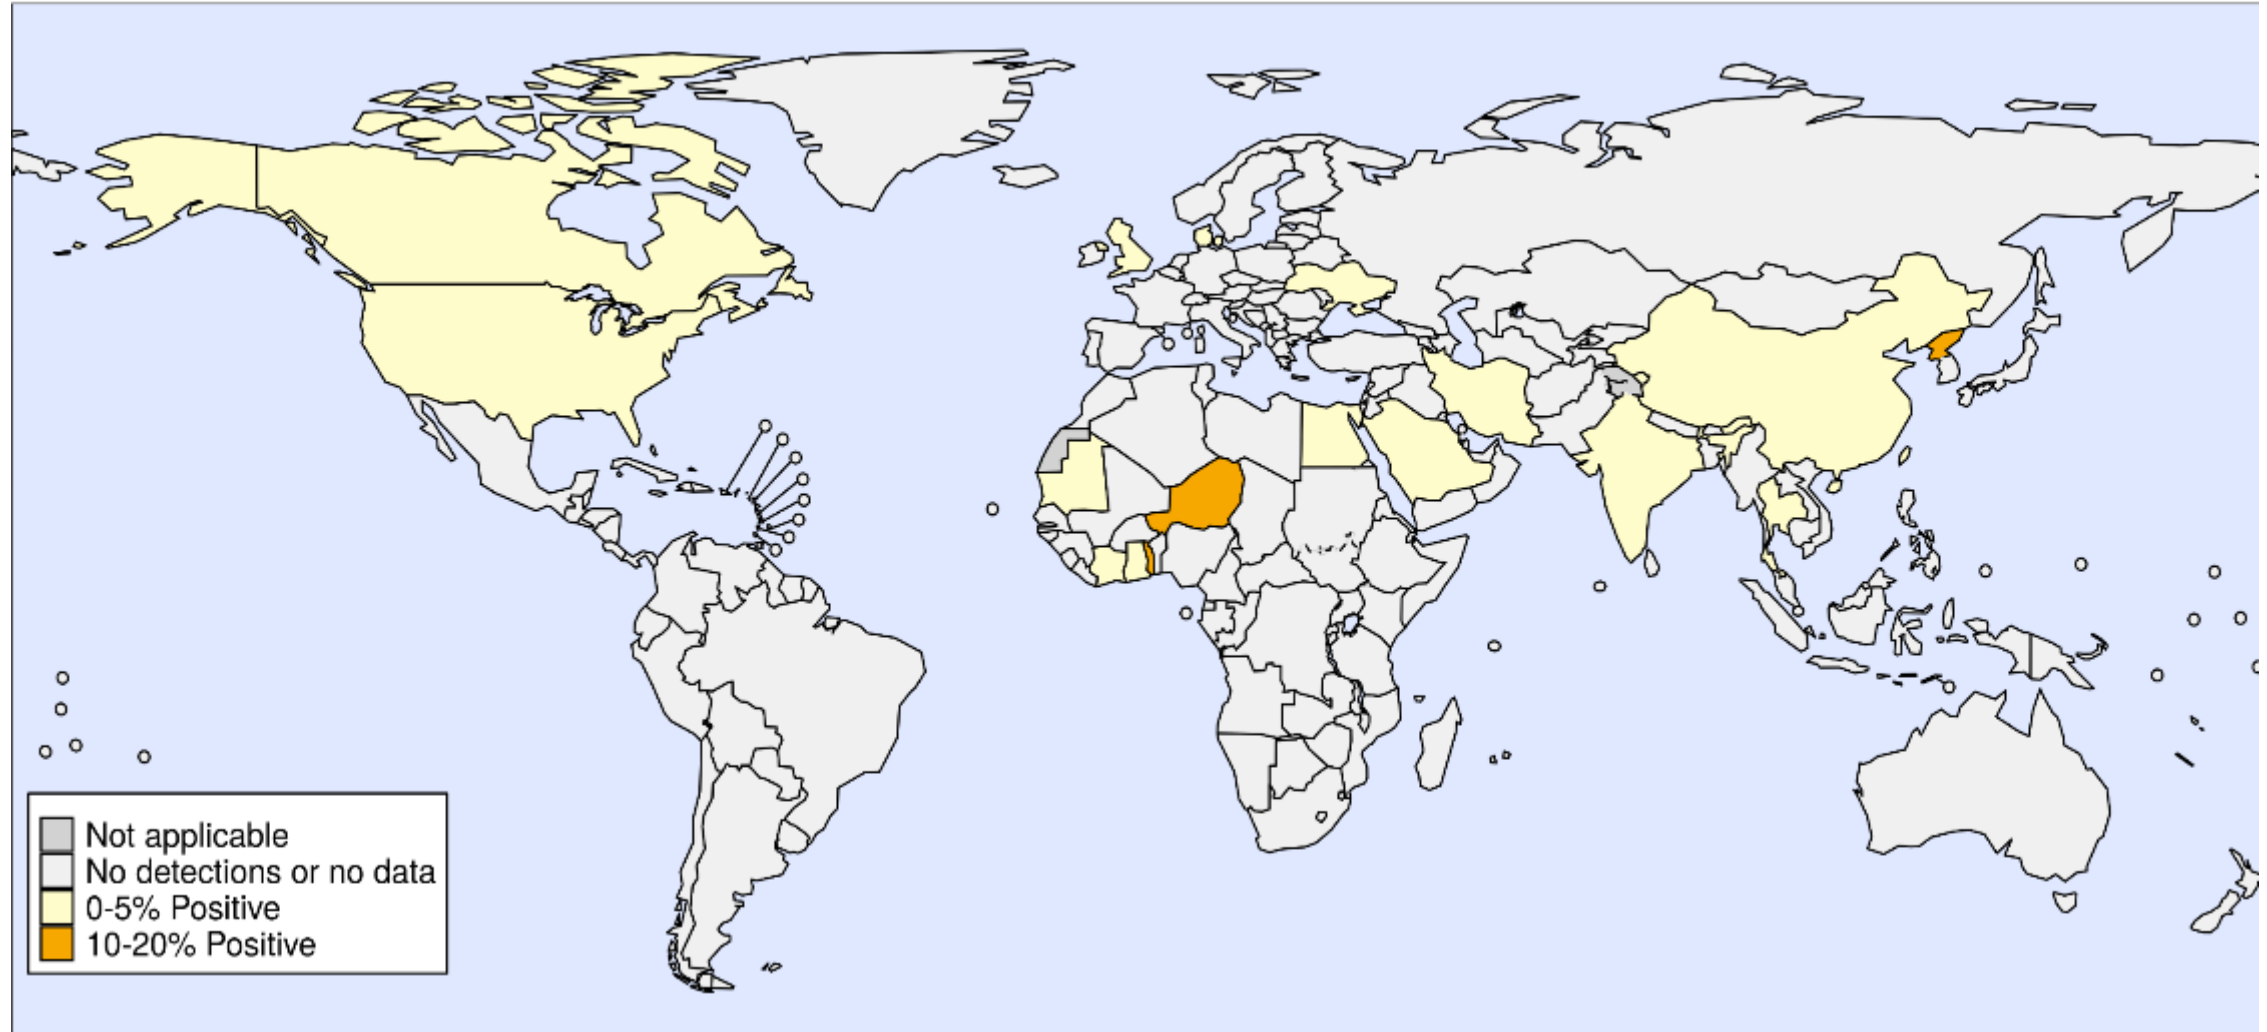 Not applicable
No detections or no data
0-5% Positive
10-20% Positive